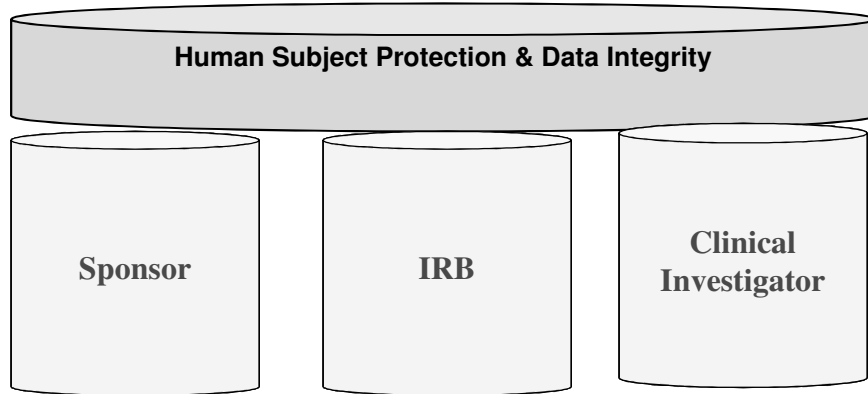 Human Subject Protection & Data Integrity
Sponsor
IRB
Clinical
Investigator